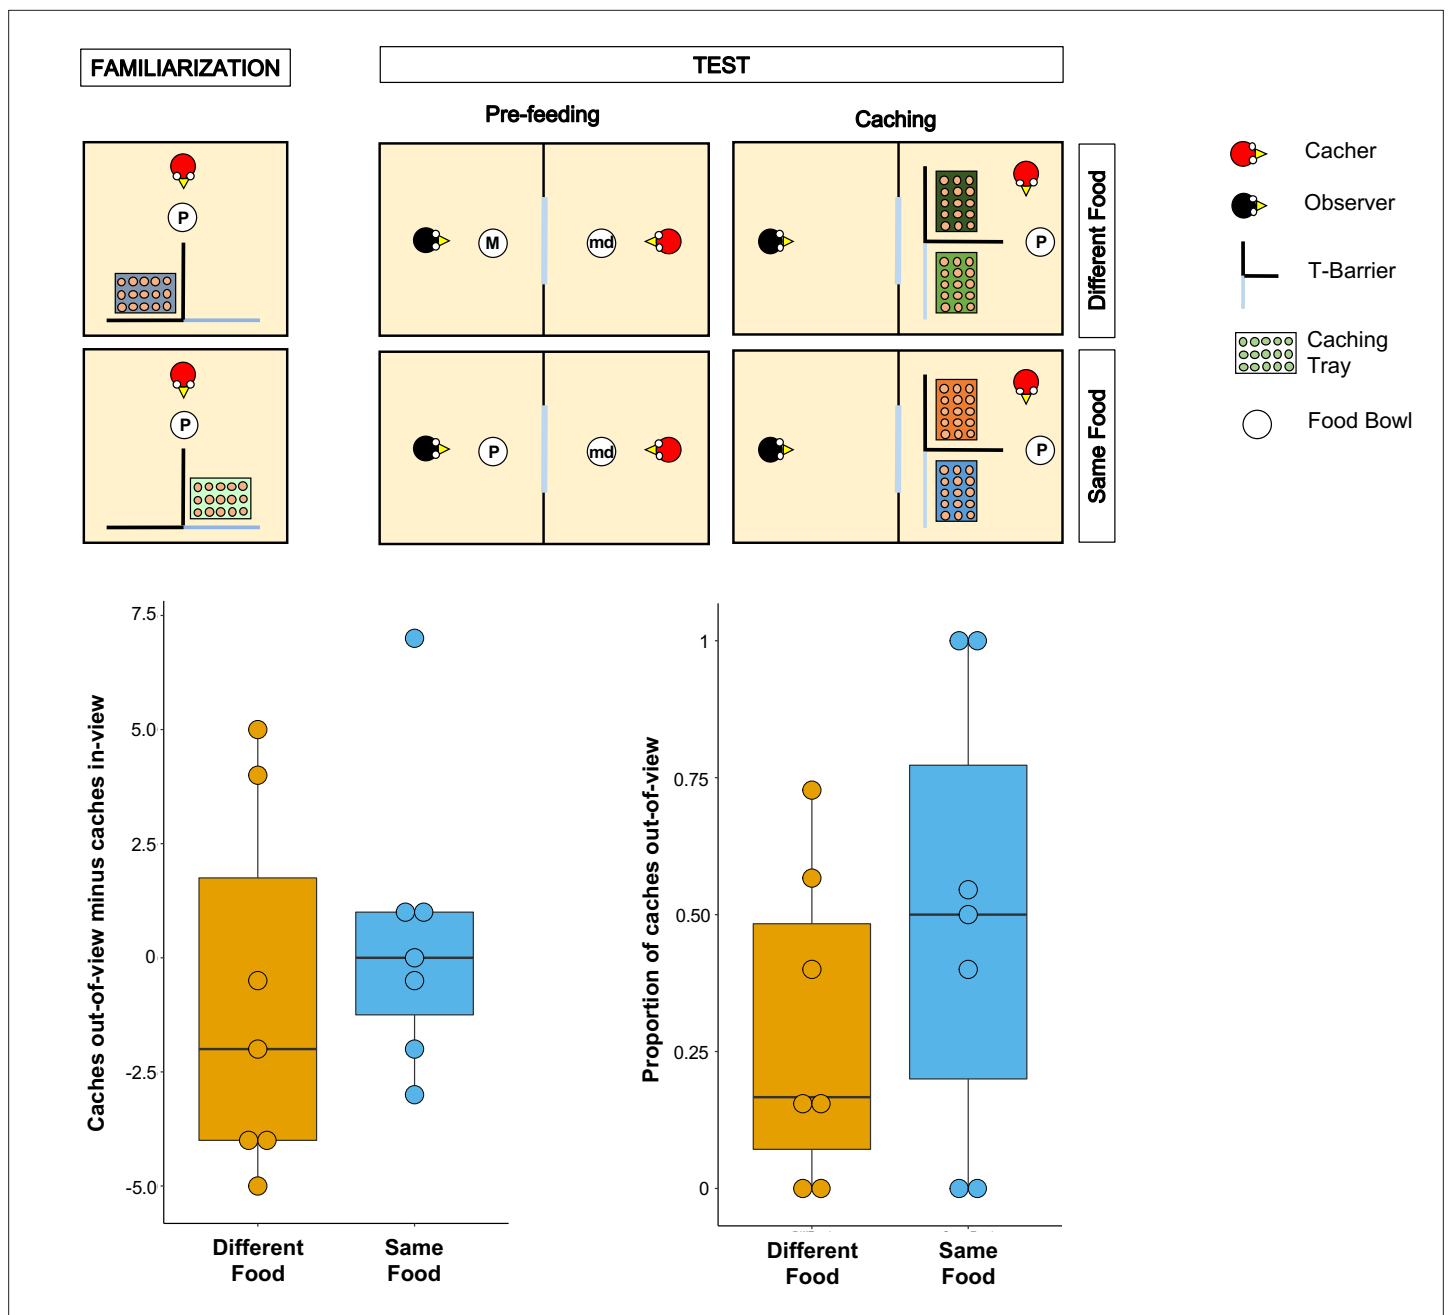 FAMILIARIZATION
TEST
Pre-feeding
Caching
P
M
md
P
Different Food
P
P
md
P
Same Food
Cacher
Observer
T-Barrier
Caching
Tray
Food Bowl
Caches out-of-view minus caches in-view
7.5
5.0
2.5
0
-2.5
-5.0
Different
Food
Same
Food
Proportion of caches out-of-view
1
0.75
0.50
0.25
0
Different
Food
Same
Food